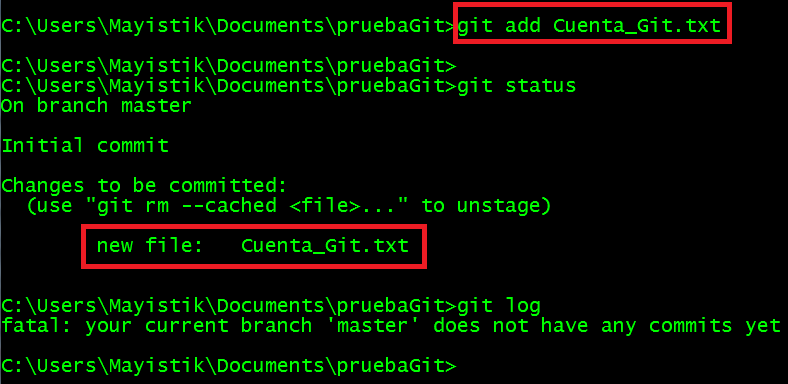 C:\Users\Mayistik\Documents\pruebaGit>git add Cuenta_Git.txt
C:\Users\Mayistik\Documents\pruebaGit>
C:\Users\Mayistik\Documents\pruebaGit>git status
On branch master
Initial commit
Changes to be committed:
  (use "git rm --cached <file>..." to unstage)
        new file:   Cuenta_Git.txt
C:\Users\Mayistik\Documents\pruebaGit>git log
fatal: your current branch 'master' does not have any commits yet
C:\Users\Mayistik\Documents\pruebaGit>